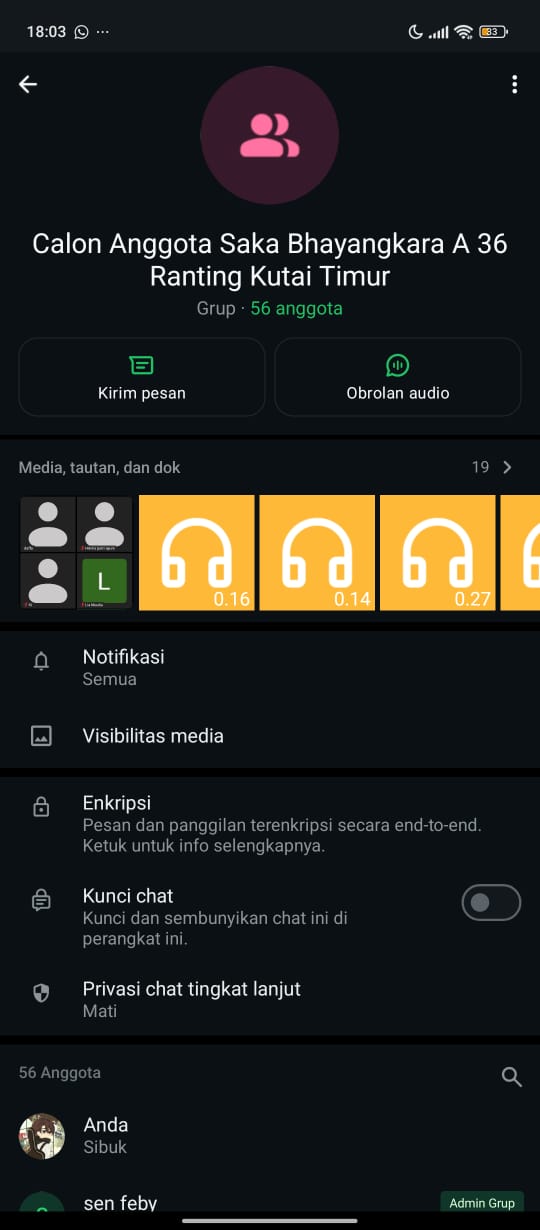 18:03
83
Calon Anggota Saka Bhayangkara A 36
Ranting Kutai Timur
Grup · 56 anggota
Kirim pesan
Obrolan audio
Media, tautan, dan dok
19
L
0.16
0.14
0.27
Notifikasi
Semua
Visibilitas media
Enkripsi
Pesan dan panggilan terenkripsi secara end-to-end.
Ketuk untuk info selengkapnya.
Kunci chat
Kunci dan sembunyikan chat ini di
perangkat ini.
Privasi chat tingkat lanjut
Mati
56 Anggota
Anda
Sibuk
sen feby
Admin Grup